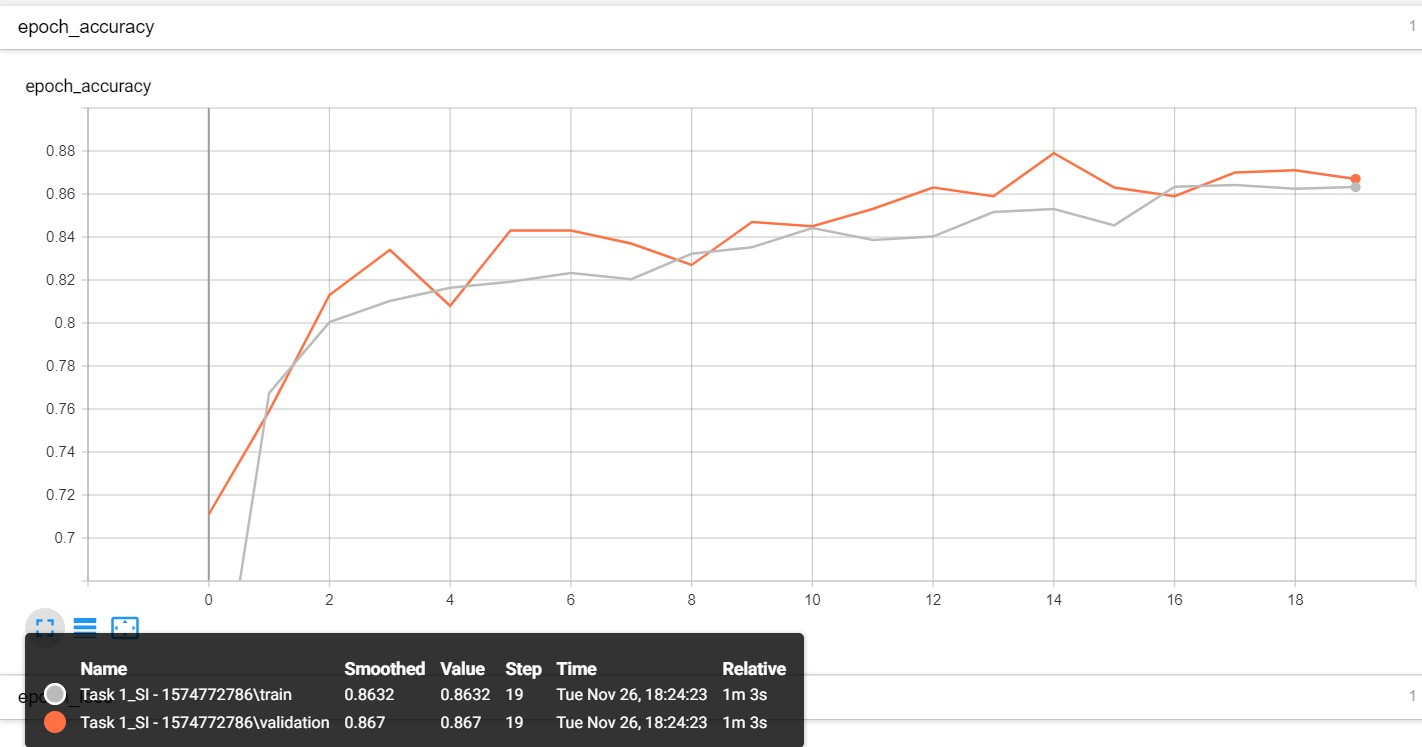 epoch_accuracy 1
epoch_accuracy
0.88
0.86
0.84
0.82
0.8
0.78
0.76
0.74
0.72
0.7
0 2 4 6 8 10 12 14 16 18
Name Smoothed Value Step Time Relative
Task 1_SI - 1574772786\train 0.8632 0.8632 19 Tue Nov 26, 18:24:23 1m 3s
Task 1_SI - 1574772786\validation 0.867 0.867 19 Tue Nov 26, 18:24:23 1m 3s
1